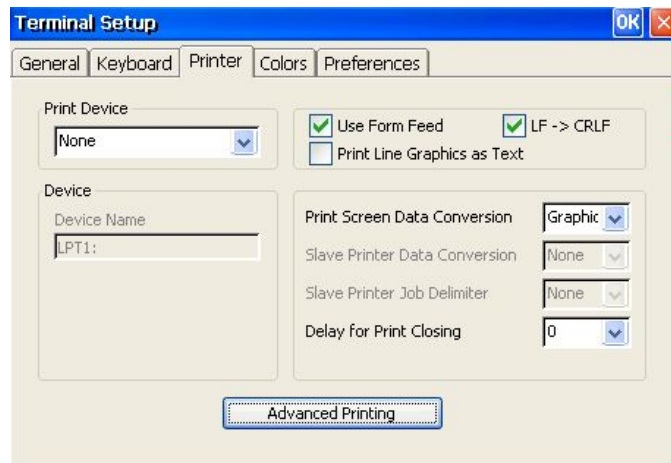 Terminal Setup OK
General Keyboard Printer Colors Preferences
Print Device
None
Use Form Feed LF -> CRLF
Print Line Graphics as Text
Device
Device Name
LPT1:
Print Screen Data Conversion Graphic
Slave Printer Data Conversion None
Slave Printer Job Delimiter None
Delay for Print Closing 0
Advanced Printing